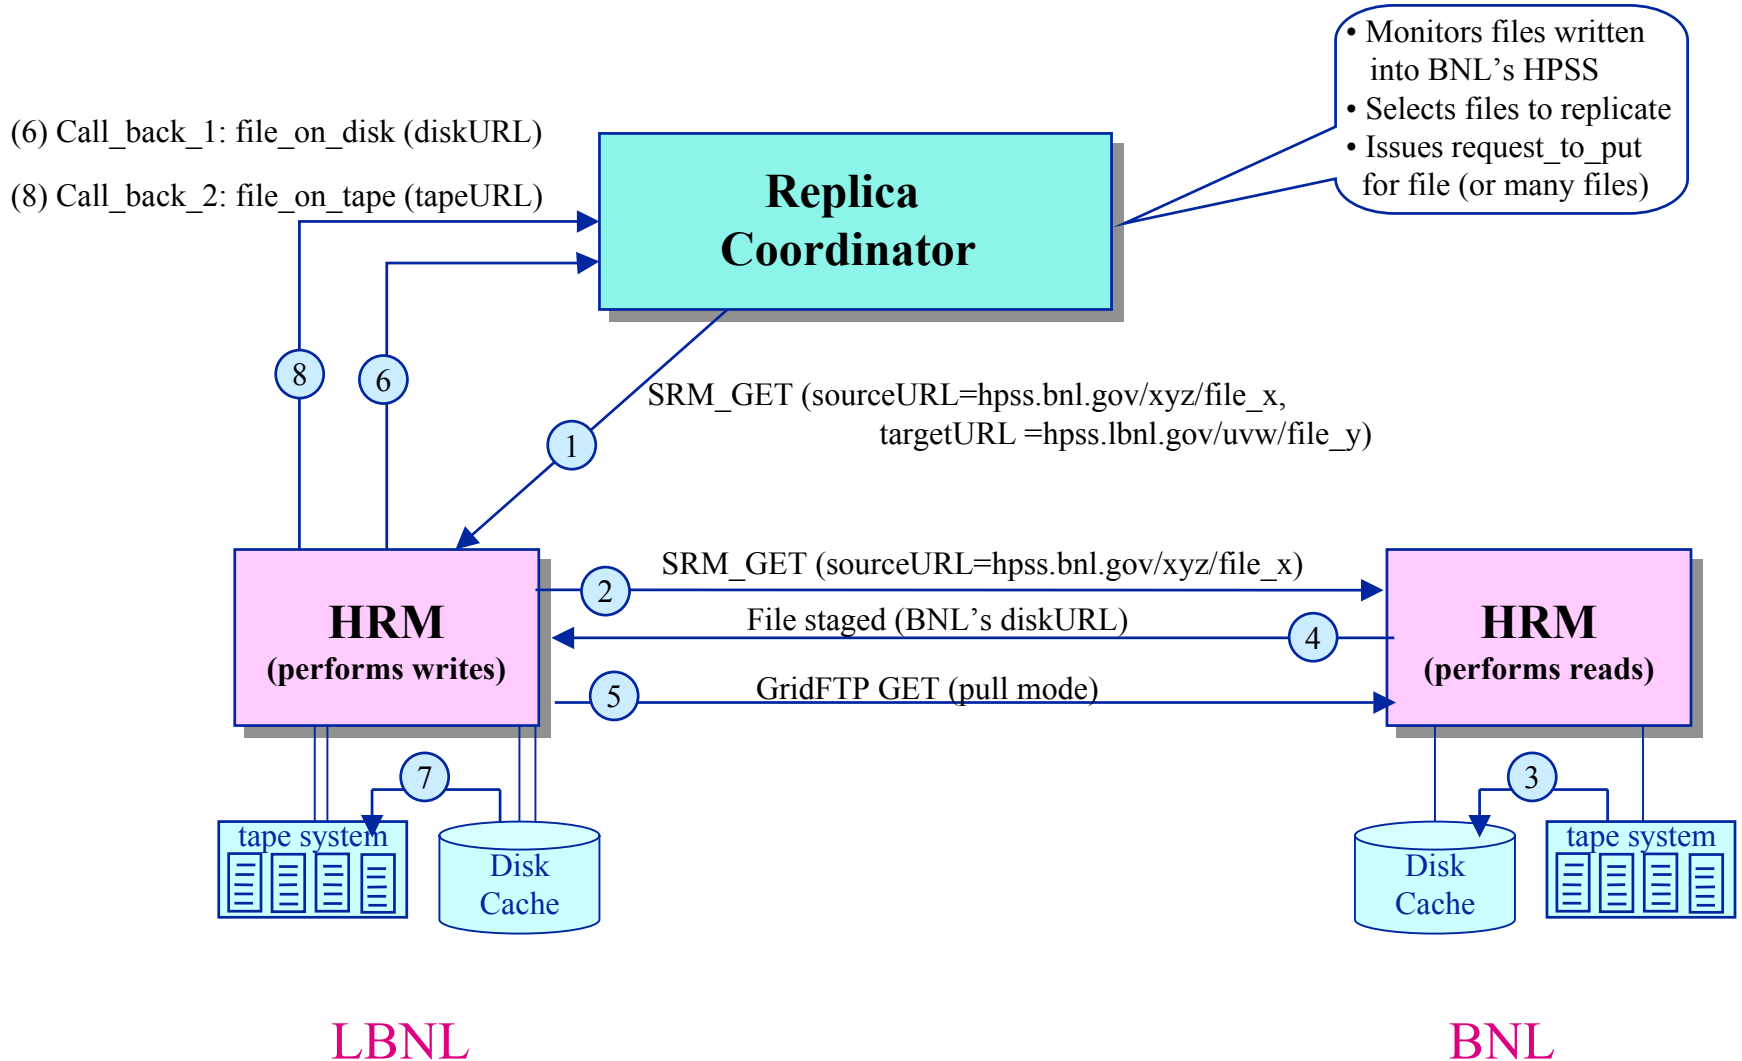 • Monitors files written
into BNL’s HPSS
• Selects files to replicate
• Issues request_to_put
for file (or many files)
(6) Call_back_1: file_on_disk (diskURL)
(8) Call_back_2: file_on_tape (tapeURL)
Replica
Coordinator
8
6
1
SRM_GET (sourceURL=hpss.bnl.gov/xyz/file_x,
targetURL =hpss.lbnl.gov/uvw/file_y)
HRM
(performs writes)
2
SRM_GET (sourceURL=hpss.bnl.gov/xyz/file_x)
File staged (BNL’s diskURL)
4
5
GridFTP GET (pull mode)
HRM
(performs reads)
7
tape system
Disk
Cache
3
Disk
Cache
tape system
LBNL
BNL